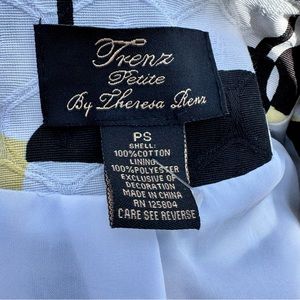 Trenz
Petite
By Theresa Renz
PS
SHELL:
100%COTTON
LINING
100%POLYESTER
EXCLUSIVE OF
DECORATION
MADE IN CHINA
RN 125804
CARE SEE REVERSE